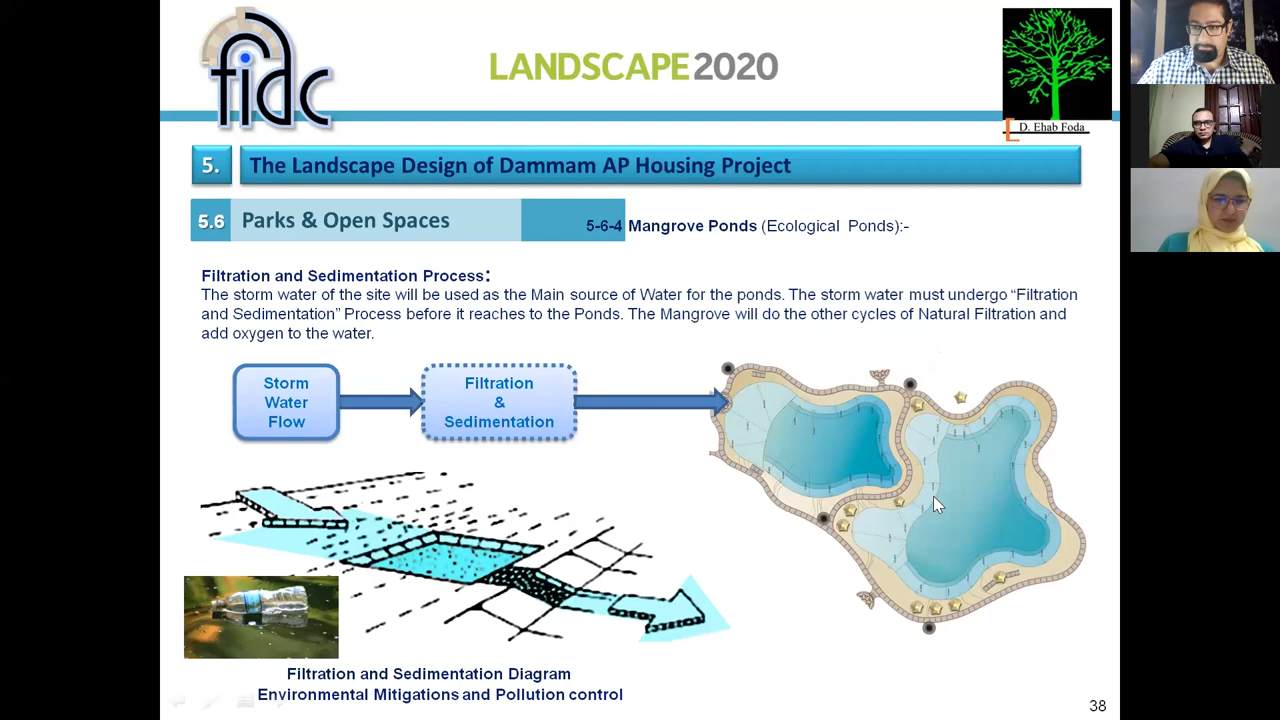 fidc
LANDSCAPE2020
D. Ehab Foda
5. The Landscape Design of Dammam AP Housing Project
5.6 Parks & Open Spaces
5-6-4 Mangrove Ponds (Ecological Ponds):-
Filtration and Sedimentation Process:
The storm water of the site will be used as the Main source of Water for the ponds. The storm water must undergo “Filtration
and Sedimentation” Process before it reaches to the Ponds. The Mangrove will do the other cycles of Natural Filtration and
add oxygen to the water.
Storm
Water
Flow
Filtration
&
Sedimentation
Filtration and Sedimentation Diagram
Environmental Mitigations and Pollution control
38